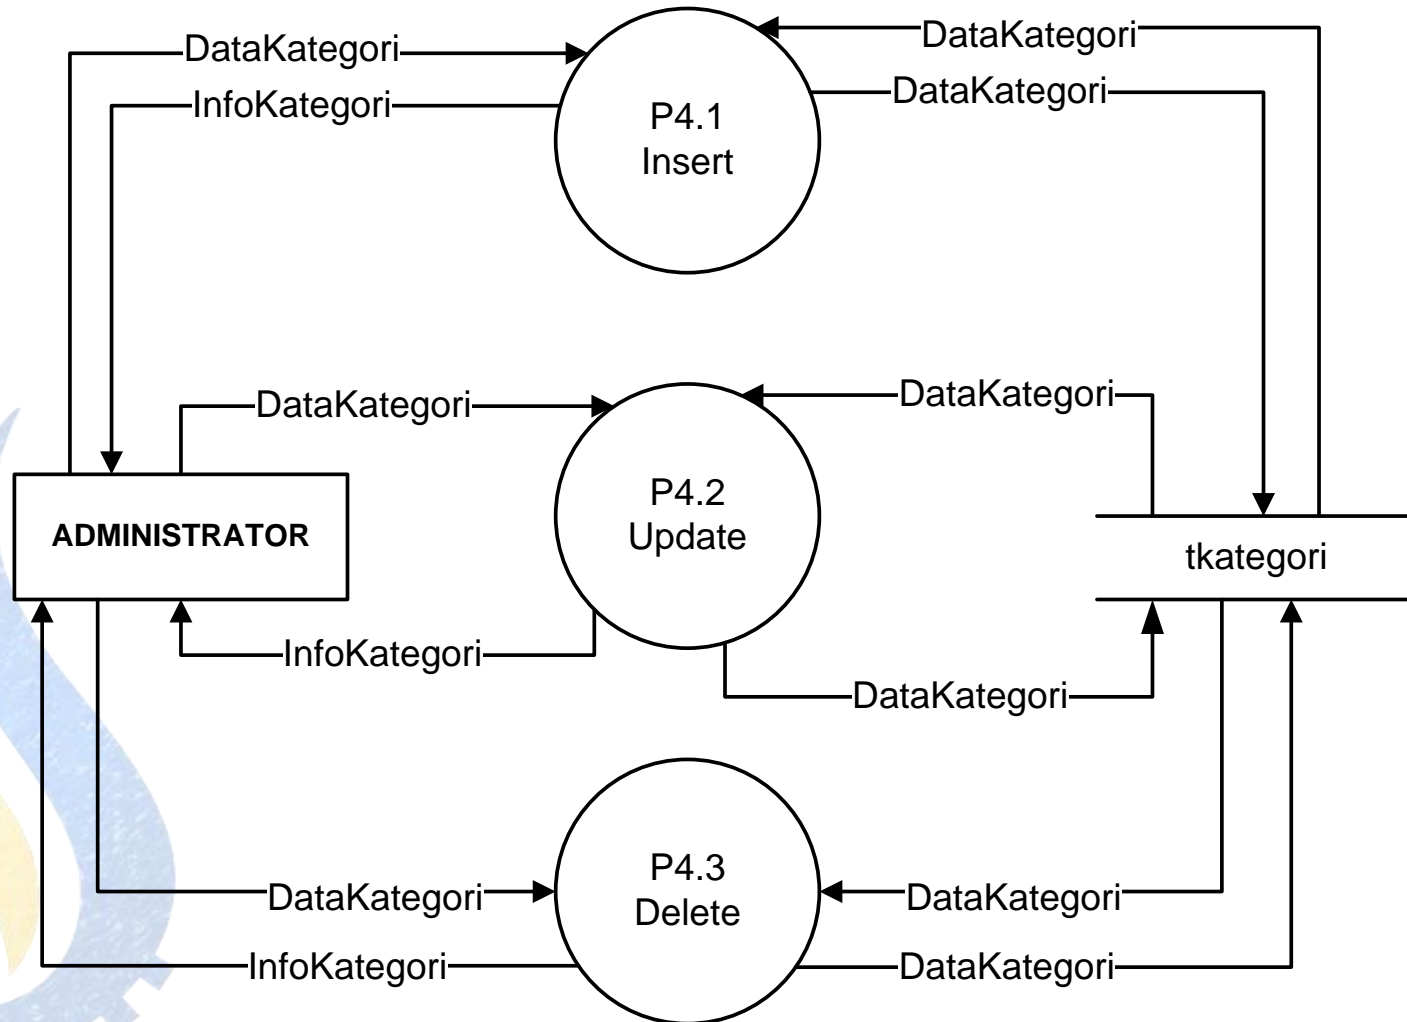 DataKategori
DataKategori
InfoKategori
DataKategori
P4.1
Insert
DataKategori
DataKategori
P4.2
Update
ADMINISTRATOR
tkategori
InfoKategori
DataKategori
P4.3
Delete
DataKategori
DataKategori
InfoKategori
DataKategori